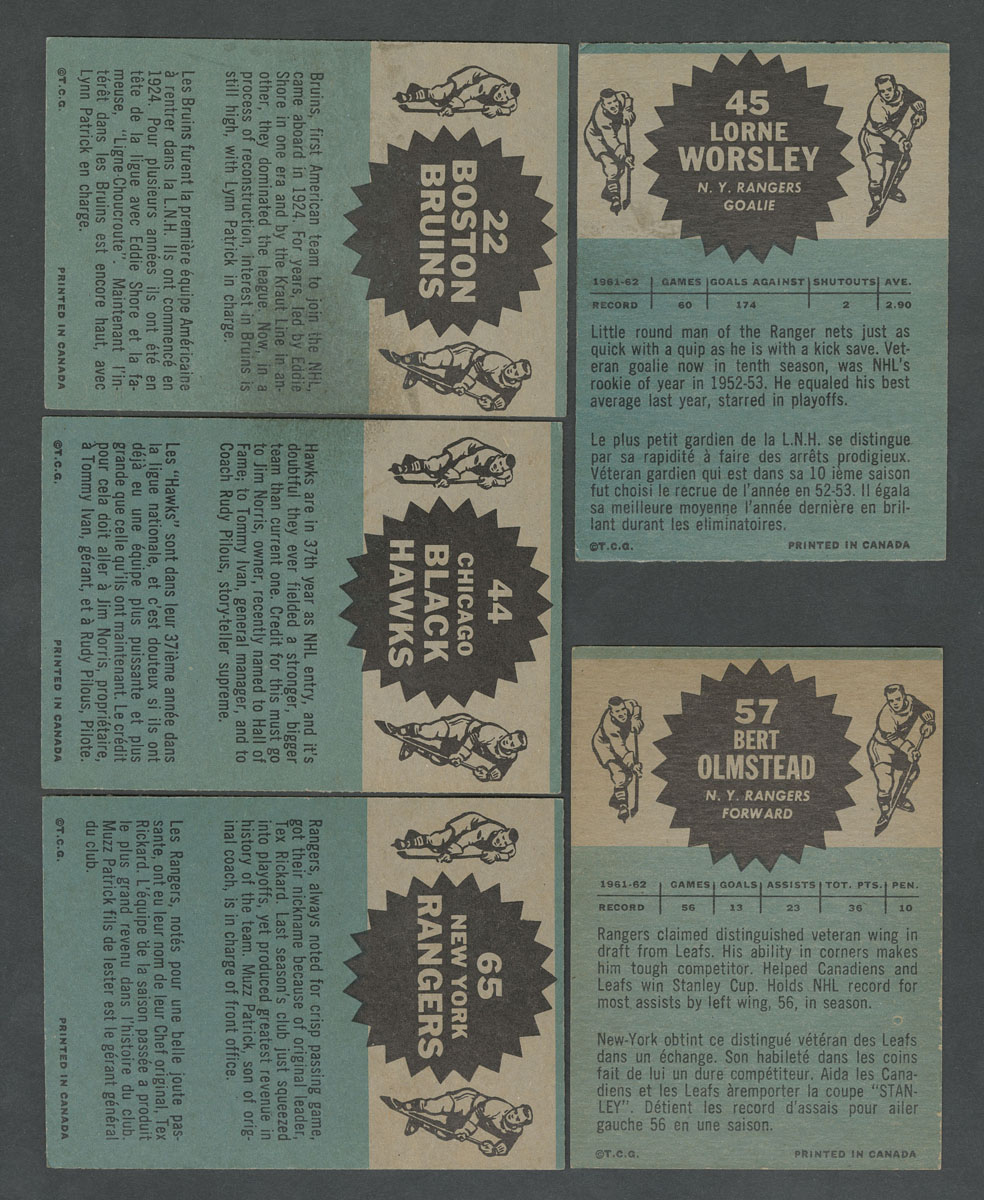 22
BOSTON
BRUINS
Bruins, first American team to join the NHL,
came aboard in 1924. For years, led by Eddie
Shore in one era and by the Kraut Line in an-
other, they dominated the league. Now, in a
process of reconstruction, interest in Bruins is
still high, with Lynn Patrick in charge.
Les Bruins furent la première équipe Américaine
à rentrer dans la L.N.H. Ils ont commencé en
1924. Pour plusieurs années ils ont été en
tête de la ligue avec Eddie Shore et la fa-
meuse, "Ligne Choucroute". Maintenant l'in-
térêt dans les Bruins est encore haut, avec
Lynn Patrick en charge.
©T.C.G. PRINTED IN CANADA
44
CHICAGO
BLACK
HAWKS
Hawks are in 37th year as NHL entry, and it's
doubtful they ever fielded a stronger, bigger
team than current one. Credit for this must go
to Jim Norris, owner, recently named to Hall of
Fame; to Tommy Ivan, general manager, and to
Coach Rudy Pilous, story-teller supreme.
Les "Hawks" sont dans leur 37ième année dans
la ligue nationale, et c'est douteux si ils ont
déjà eu une équipe plus puissante et plus
grande que celle qu'ils ont maintenant. Le crédit
pour cela doit aller à Jim Norris, propriétaire,
à Tommy Ivan, gérant, et à Rudy Pilous, Pilote.
©T.C.G. PRINTED IN CANADA
65
NEW YORK
RANGERS
Rangers, always noted for crisp passing game,
got their nickname because of original leader,
Tex Rickard. Last season's club just squeezed
into playoffs, yet produced greatest revenue in
history of the team. Muzz Patrick, son of orig-
inal coach, is in charge of front office.
Les Rangers, notés pour une belle joute pas-
sante, ont eu leur nom de leur Chef original, Tex
Rickard. L'équipe de la saison passée a produit
le plus grand revenu dans l'histoire du club.
Muzz Patrick fils de lester est le gérant général
du club.
©T.C.G. PRINTED IN CANADA
45
LORNE
WORSLEY
N. Y. RANGERS
GOALIE
1961-62 GAMES GOALS AGAINST SHUTOUTS AVE.
RECORD 60 174 2 2.90
Little round man of the Ranger nets just as
quick with a quip as he is with a kick save. Vet-
eran goalie now in tenth season, was NHL's
rookie of year in 1952-53. He equaled his best
average last year, starred in playoffs.
Le plus petit gardien de la L.N.H. se distingue
par sa rapidité à faire des arrêts prodigieux.
Véteran gardien qui est dans sa 10 ième saison
fut choisi le recrue de l'année en 52-53. Il égala
sa meilleure moyenne l'année dernière en bril-
lant durant les eliminatoires.
©T.C.G. PRINTED IN CANADA
57
BERT
OLMSTEAD
N. Y. RANGERS
FORWARD
1961-62 GAMES GOALS ASSISTS TOT. PTS. PEN.
RECORD 56 13 23 36 10
Rangers claimed distinguished veteran wing in
draft from Leafs. His ability in corners makes
him tough competitor. Helped Canadiens and
Leafs win Stanley Cup. Holds NHL record for
most assists by left wing, 56, in season.
New-York obtint ce distingué vétéran des Leafs
dans un échange. Son habileté dans les coins
fait de lui un dure compétiteur. Aida les Cana-
diens et les Leafs àremporter la coupe "STAN-
LEY". Détient les record d'assais pour ailer
gauche 56 en une saison.
©T.C.G. PRINTED IN CANADA